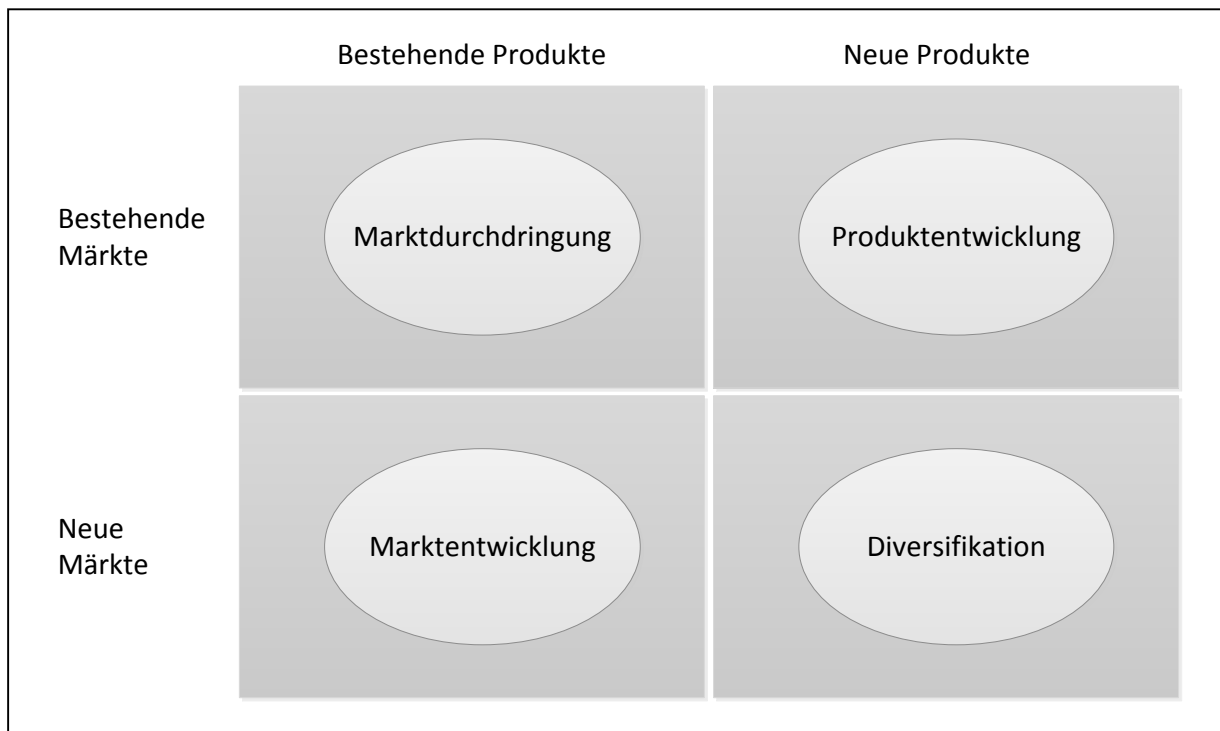 Bestehende Produkte Neue Produkte
Bestehende
Märkte
Marktdurchdringung Produktentwicklung
Neue
Märkte
Marktentwicklung Diversifikation